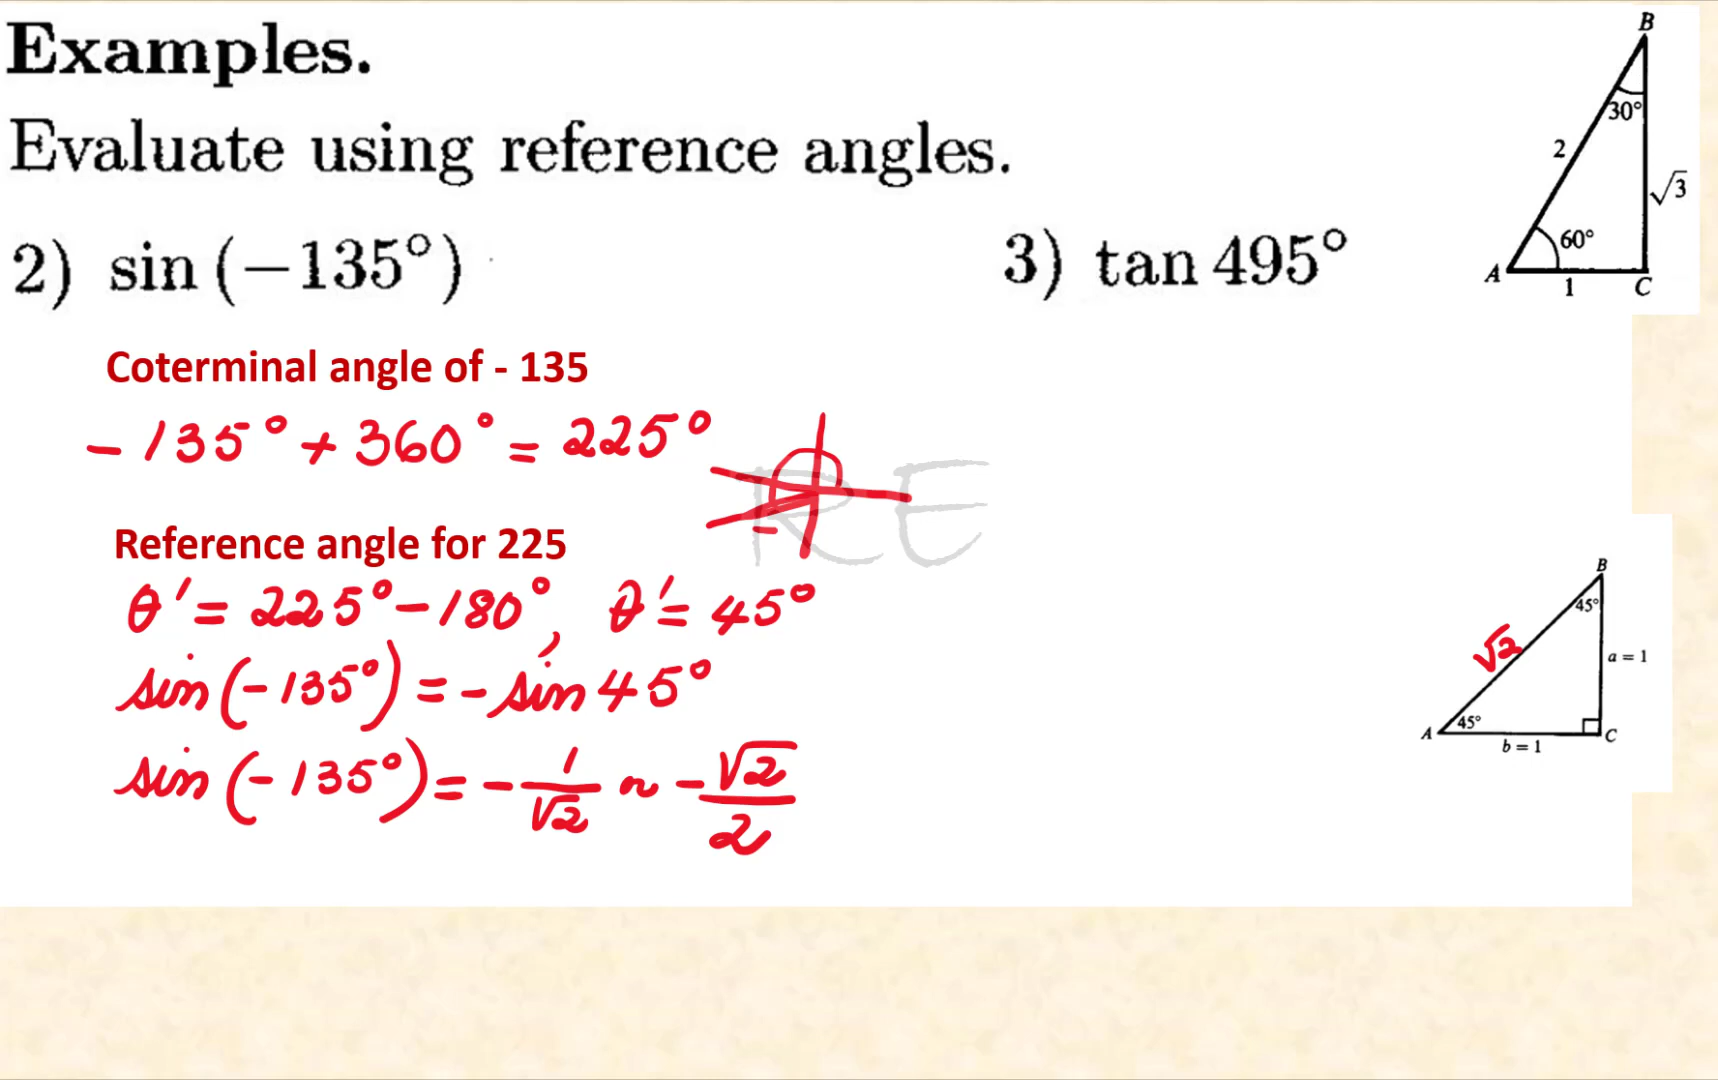 Examples.
Evaluate using reference angles.
2) sin (−135°)
3) tan 495°
Coterminal angle of - 135
- 135° + 360° = 225°
Reference angle for 225
θ' = 225° - 180°, θ' = 45°
sin (- 135°) = - sin 45°
sin (- 135°) = - 1/√2 ~ - √2/2
RE
B
30°
2
√3
60°
A
1
C
B
45°
√2
a = 1
A
45°
b = 1
C